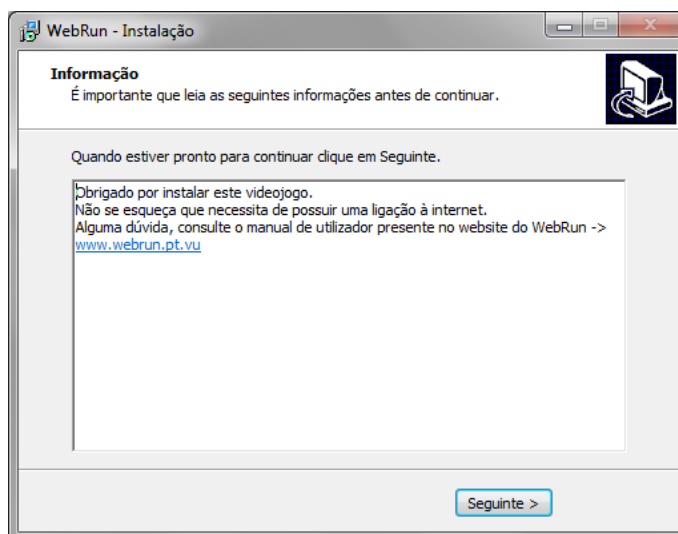 WebRun - Instalação
Informação
É importante que leia as seguintes informações antes de continuar.
Quando estiver pronto para continuar clique em Seguinte.
Obrigado por instalar este videojogo.
Não se esqueça que necessita de possuir uma ligação à internet.
Alguma dúvida, consulte o manual de utilizador presente no website do WebRun ->
www.webrun.pt.vu
Seguinte >